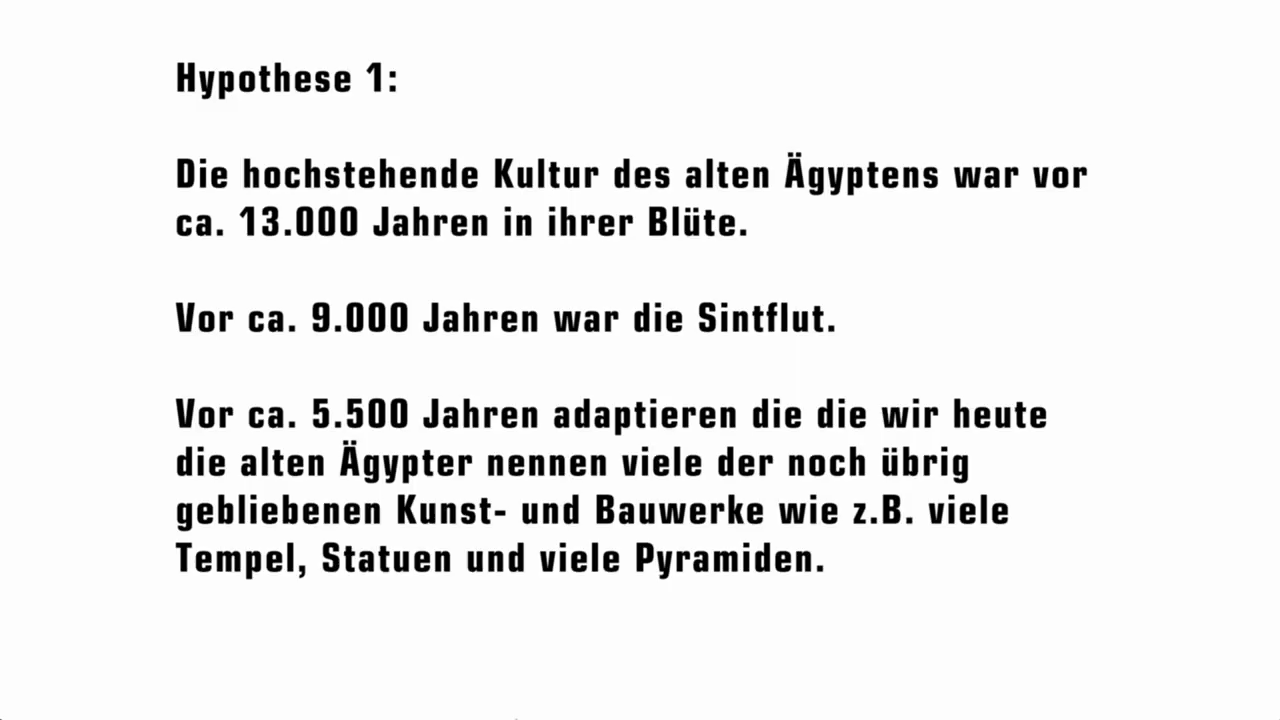 Hypothese 1:
Die hochstehende Kultur des alten Ägyptens war vor
ca. 13.000 Jahren in ihrer Blüte.
Vor ca. 9.000 Jahren war die Sintflut.
Vor ca. 5.500 Jahren adaptieren die die wir heute
die alten Ägypter nennen viele der noch übrig
gebliebenen Kunst- und Bauwerke wie z.B. viele
Tempel, Statuen und viele Pyramiden.